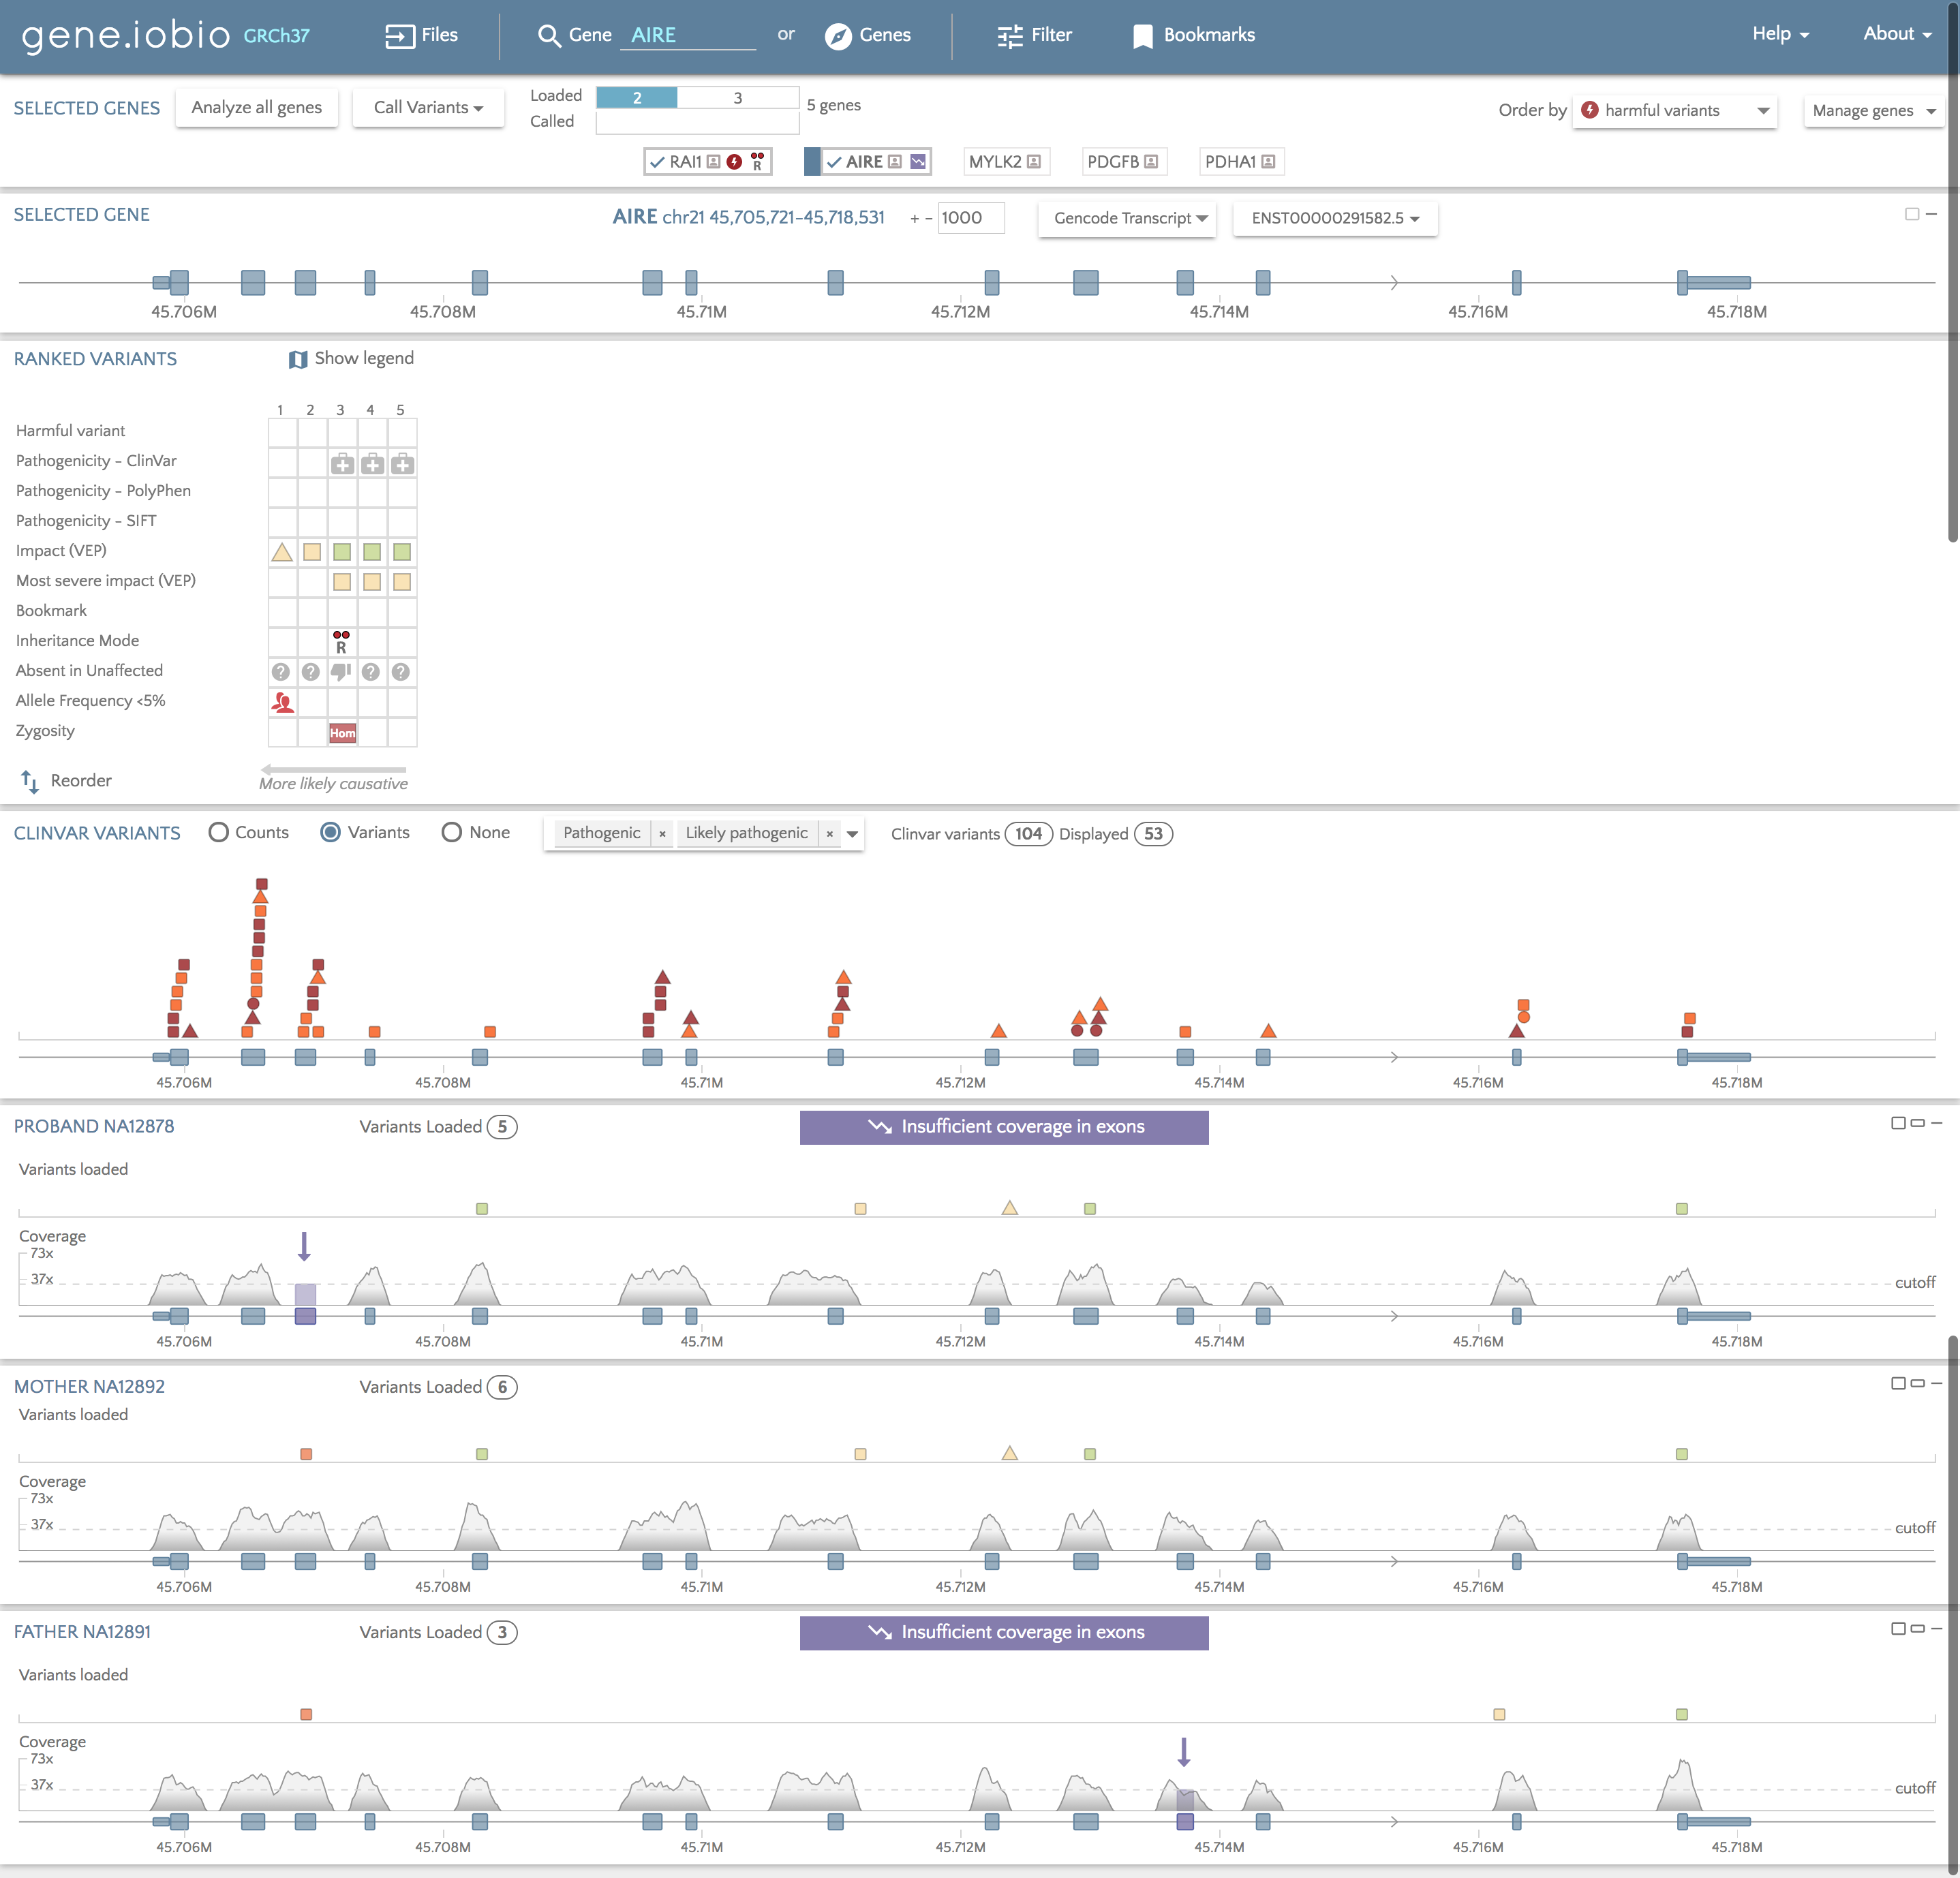 gene.iobio GRCh37 Files Gene AIRE or Genes Filter Bookmarks Help About
SELECTED GENES Analyze all genes Call Variants Loaded 2 3 5 genes Order by harmful variants Manage genes
Called
RAI1 R AIRE MYLK2 PDGFB PDHA1
SELECTED GENE AIRE chr21 45,705,721-45,718,531 + - 1000 Gencode Transcript ENST00000291582.5
45.706M 45.708M 45.71M 45.712M 45.714M 45.716M 45.718M
RANKED VARIANTS Show legend
1 2 3 4 5
Harmful variant
Pathogenicity - ClinVar
Pathogenicity - PolyPhen
Pathogenicity - SIFT
Impact (VEP)
Most severe impact (VEP)
Bookmark
Inheritance Mode R
Absent in Unaffected ? ? ? ?
Allele Frequency <5%
Zygosity Hom
Reorder More likely causative
CLINVAR VARIANTS Counts Variants None Pathogenic × Likely pathogenic × Clinvar variants 104 Displayed 53
45.706M 45.708M 45.71M 45.712M 45.714M 45.716M 45.718M
PROBAND NA12878 Variants Loaded 5 Insufficient coverage in exons
Variants loaded
Coverage
73x
37x cutoff
45.706M 45.708M 45.71M 45.712M 45.714M 45.716M 45.718M
MOTHER NA12892 Variants Loaded 6
Variants loaded
Coverage
73x
37x cutoff
45.706M 45.708M 45.71M 45.712M 45.714M 45.716M 45.718M
FATHER NA12891 Variants Loaded 3 Insufficient coverage in exons
Variants loaded
Coverage
73x
37x cutoff
45.706M 45.708M 45.71M 45.712M 45.714M 45.716M 45.718M